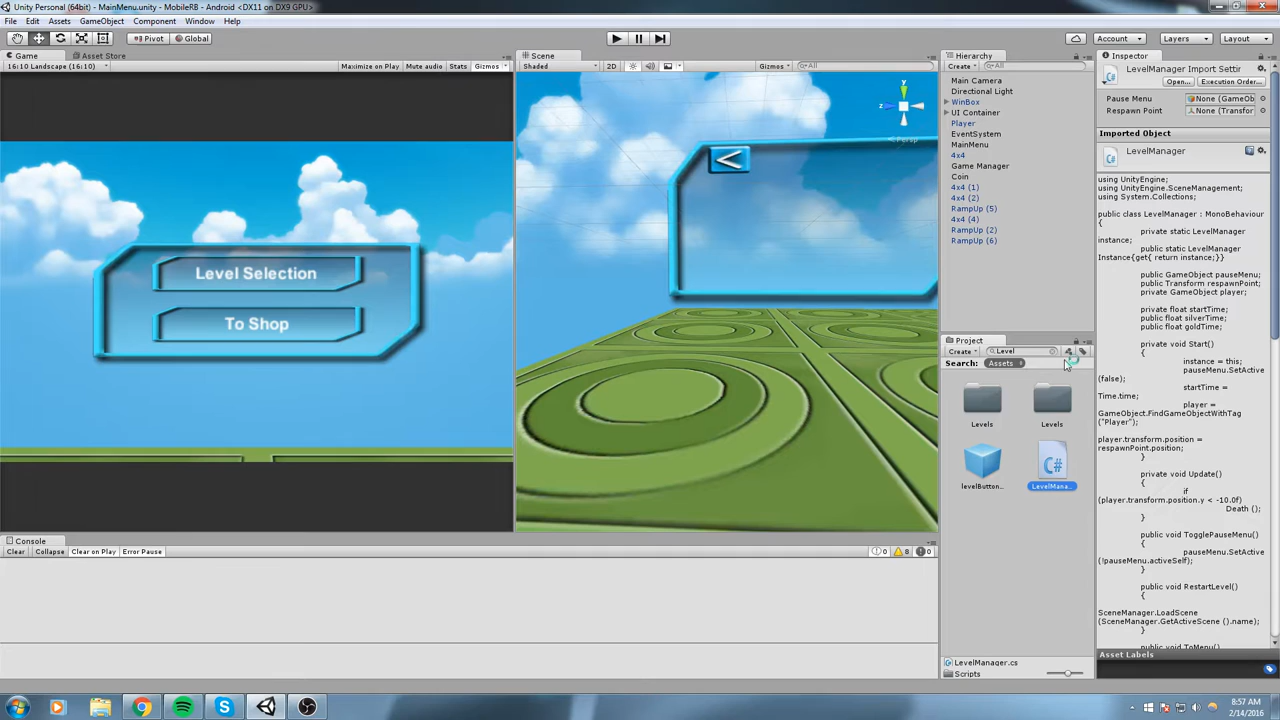 Unity Personal (64bit) - MainMenu.unity - MobileRB - Android <DX11 on DX9 GPU>
File Edit Assets GameObject Component Window Help
Pivot Global Account Layers Layout
Game Asset Store
16:10 Landscape (16:10) Maximize on Play Mute audio Stats Gizmos
Level Selection
To Shop
Scene
Shaded 2D Gizmos All
y
z
Persp
<
Hierarchy
Create All
Main Camera
Directional Light
WinBox
UI Container
Player
EventSystem
MainMenu
4x4
Game Manager
Coin
4x4 (1)
4x4 (2)
RampUp (5)
4x4 (4)
RampUp (2)
RampUp (6)
Project
Create Level
Search: Assets
Levels Levels
levelButton... LevelMana...
LevelManager.cs
Scripts
Inspector
LevelManager Import Settir
Open... Execution Order...
Pause Menu None (GameOb
Respawn Point None (Transfor
Imported Object
LevelManager
using UnityEngine;
using UnityEngine.SceneManagement;
using System.Collections;
public class LevelManager : MonoBehaviour
{
private static LevelManager
instance;
public static LevelManager
Instance{get{ return instance;}}
public GameObject pauseMenu;
public Transform respawnPoint;
private GameObject player;
private float startTime;
public float silverTime;
public float goldTime;
private void Start()
{
instance = this;
pauseMenu.SetActive
(false);
startTime =
Time.time;
player =
GameObject.FindGameObjectWithTag
("Player");
player.transform.position =
respawnPoint.position;
}
private void Update()
{
if
(player.transform.position.y < -10.0f)
Death ();
}
public void TogglePauseMenu()
{
pauseMenu.SetActive
(!pauseMenu.activeSelf);
}
public void RestartLevel()
{
SceneManager.LoadScene
(SceneManager.GetActiveScene ().name);
}
public void ToMenu()
Asset Labels
Console
Clear Collapse Clear on Play Error Pause 0 8 0
8:57 AM
2/14/2016